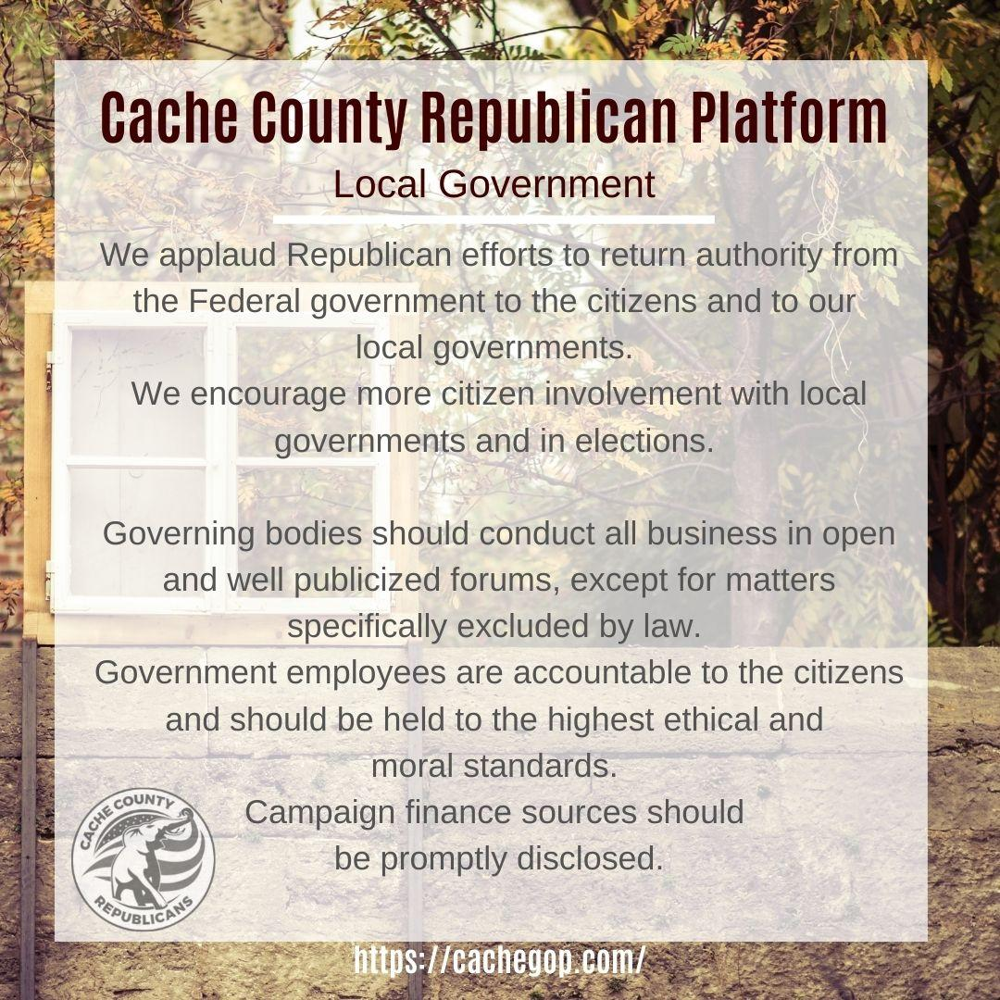 Cache County Republican Platform
Local Government
We applaud Republican efforts to return authority from
the Federal government to the citizens and to our
local governments.
We encourage more citizen involvement with local
governments and in elections.
Governing bodies should conduct all business in open
and well publicized forums, except for matters
specifically excluded by law.
Government employees are accountable to the citizens
and should be held to the highest ethical and
moral standards.
Campaign finance sources should
be promptly disclosed.
CACHE COUNTY
REPUBLICANS
https://cachegop.com/